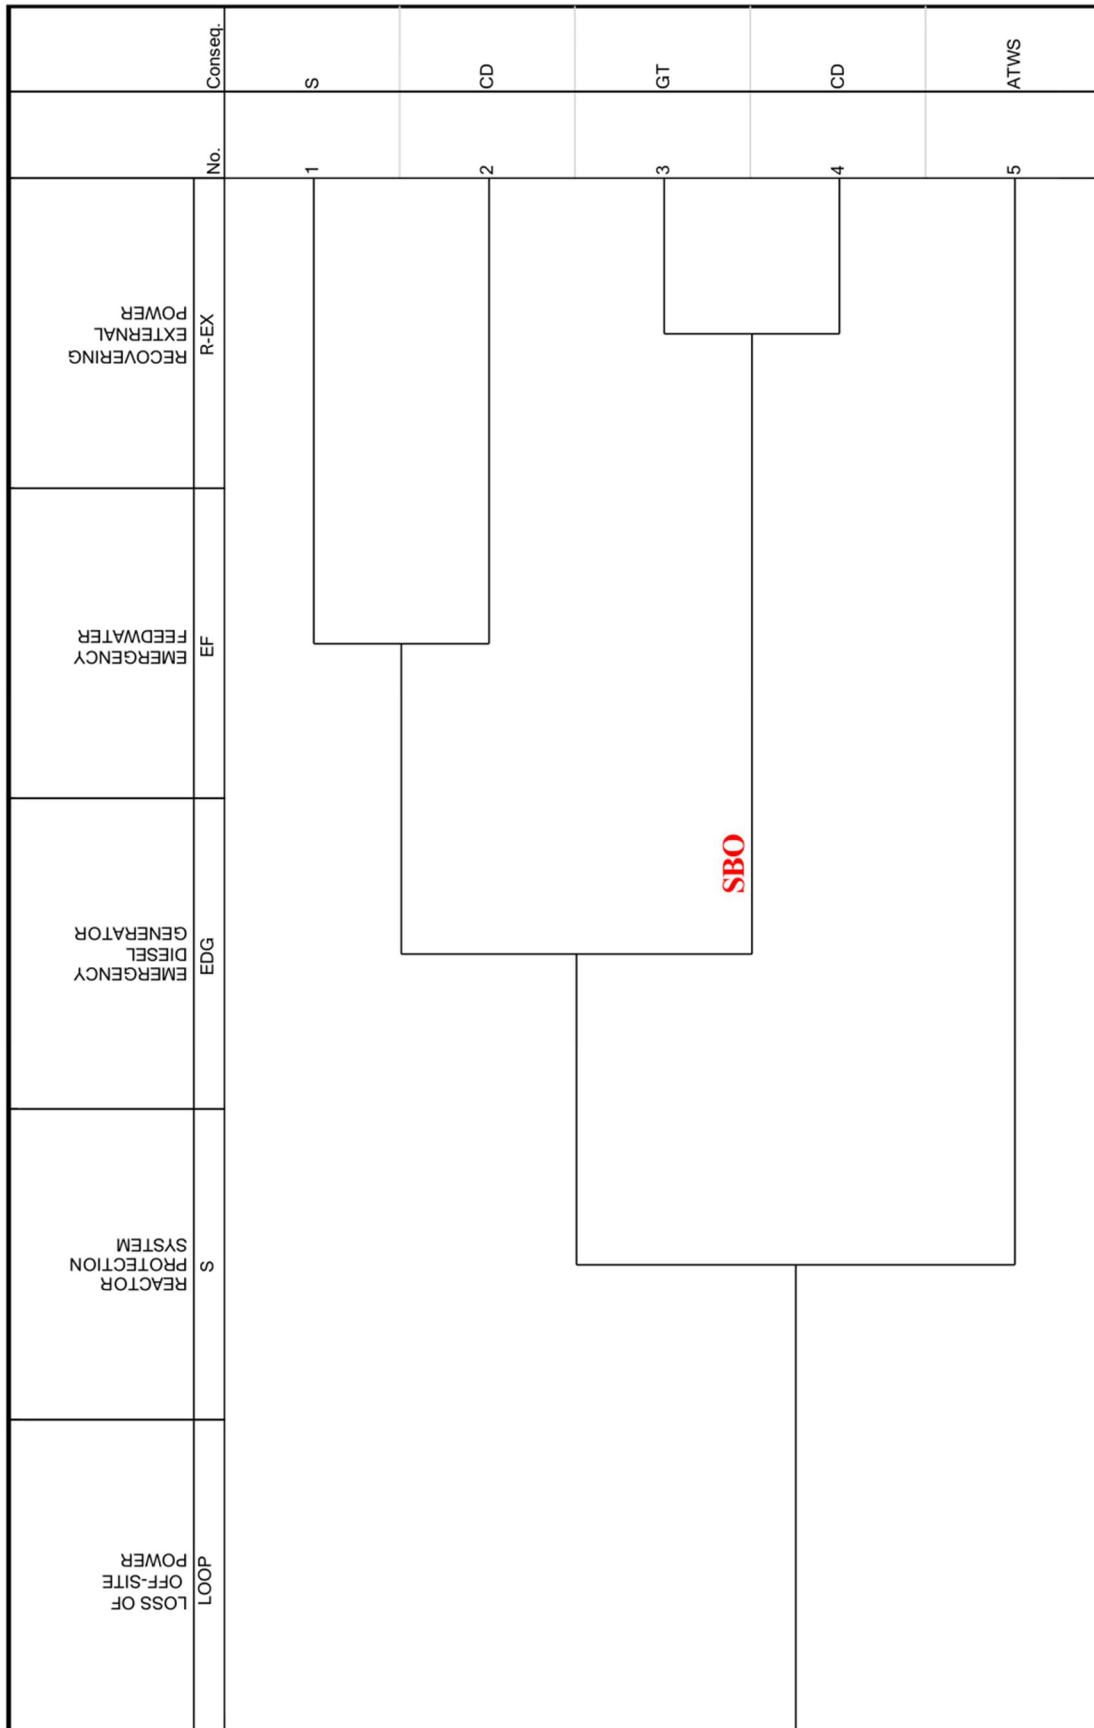 LOSS OF
OFF-SITE
POWER
REACTOR
PROTECTION
SYSTEM
EMERGENCY
DIESEL
GENERATOR
EMERGENCY
FEEDWATER
RECOVERING
EXTERNAL
POWER
LOOP
S
EDG
EF
R-EX
No.
Conseq.
1
S
2
CD
SBO
3
GT
4
CD
5
ATWS